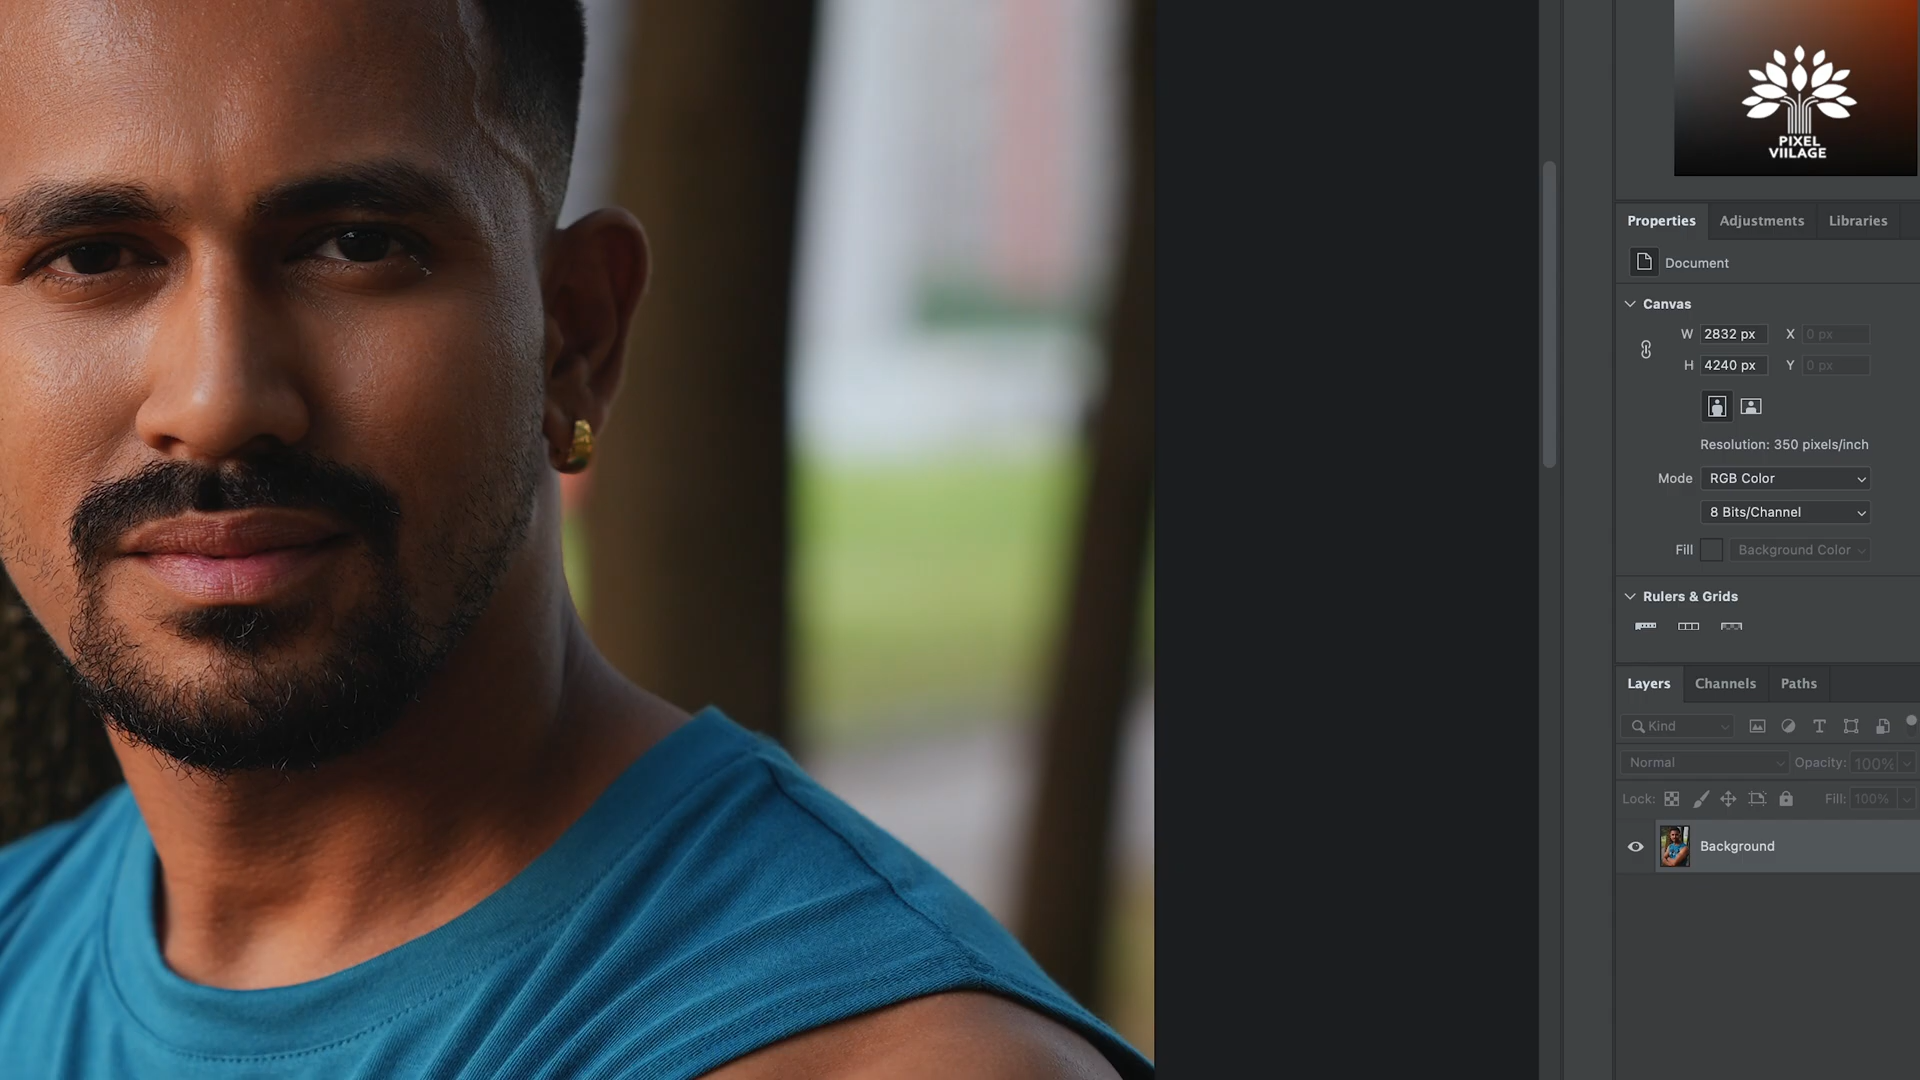 PIXEL
VIILAGE
Properties Adjustments Libraries
Document
Canvas
W 2832 px X 0 px
H 4240 px Y 0 px
Resolution: 350 pixels/inch
Mode RGB Color
8 Bits/Channel
Fill Background Color
Rulers & Grids
Layers Channels Paths
Kind
Normal Opacity: 100%
Lock: Fill: 100%
Background